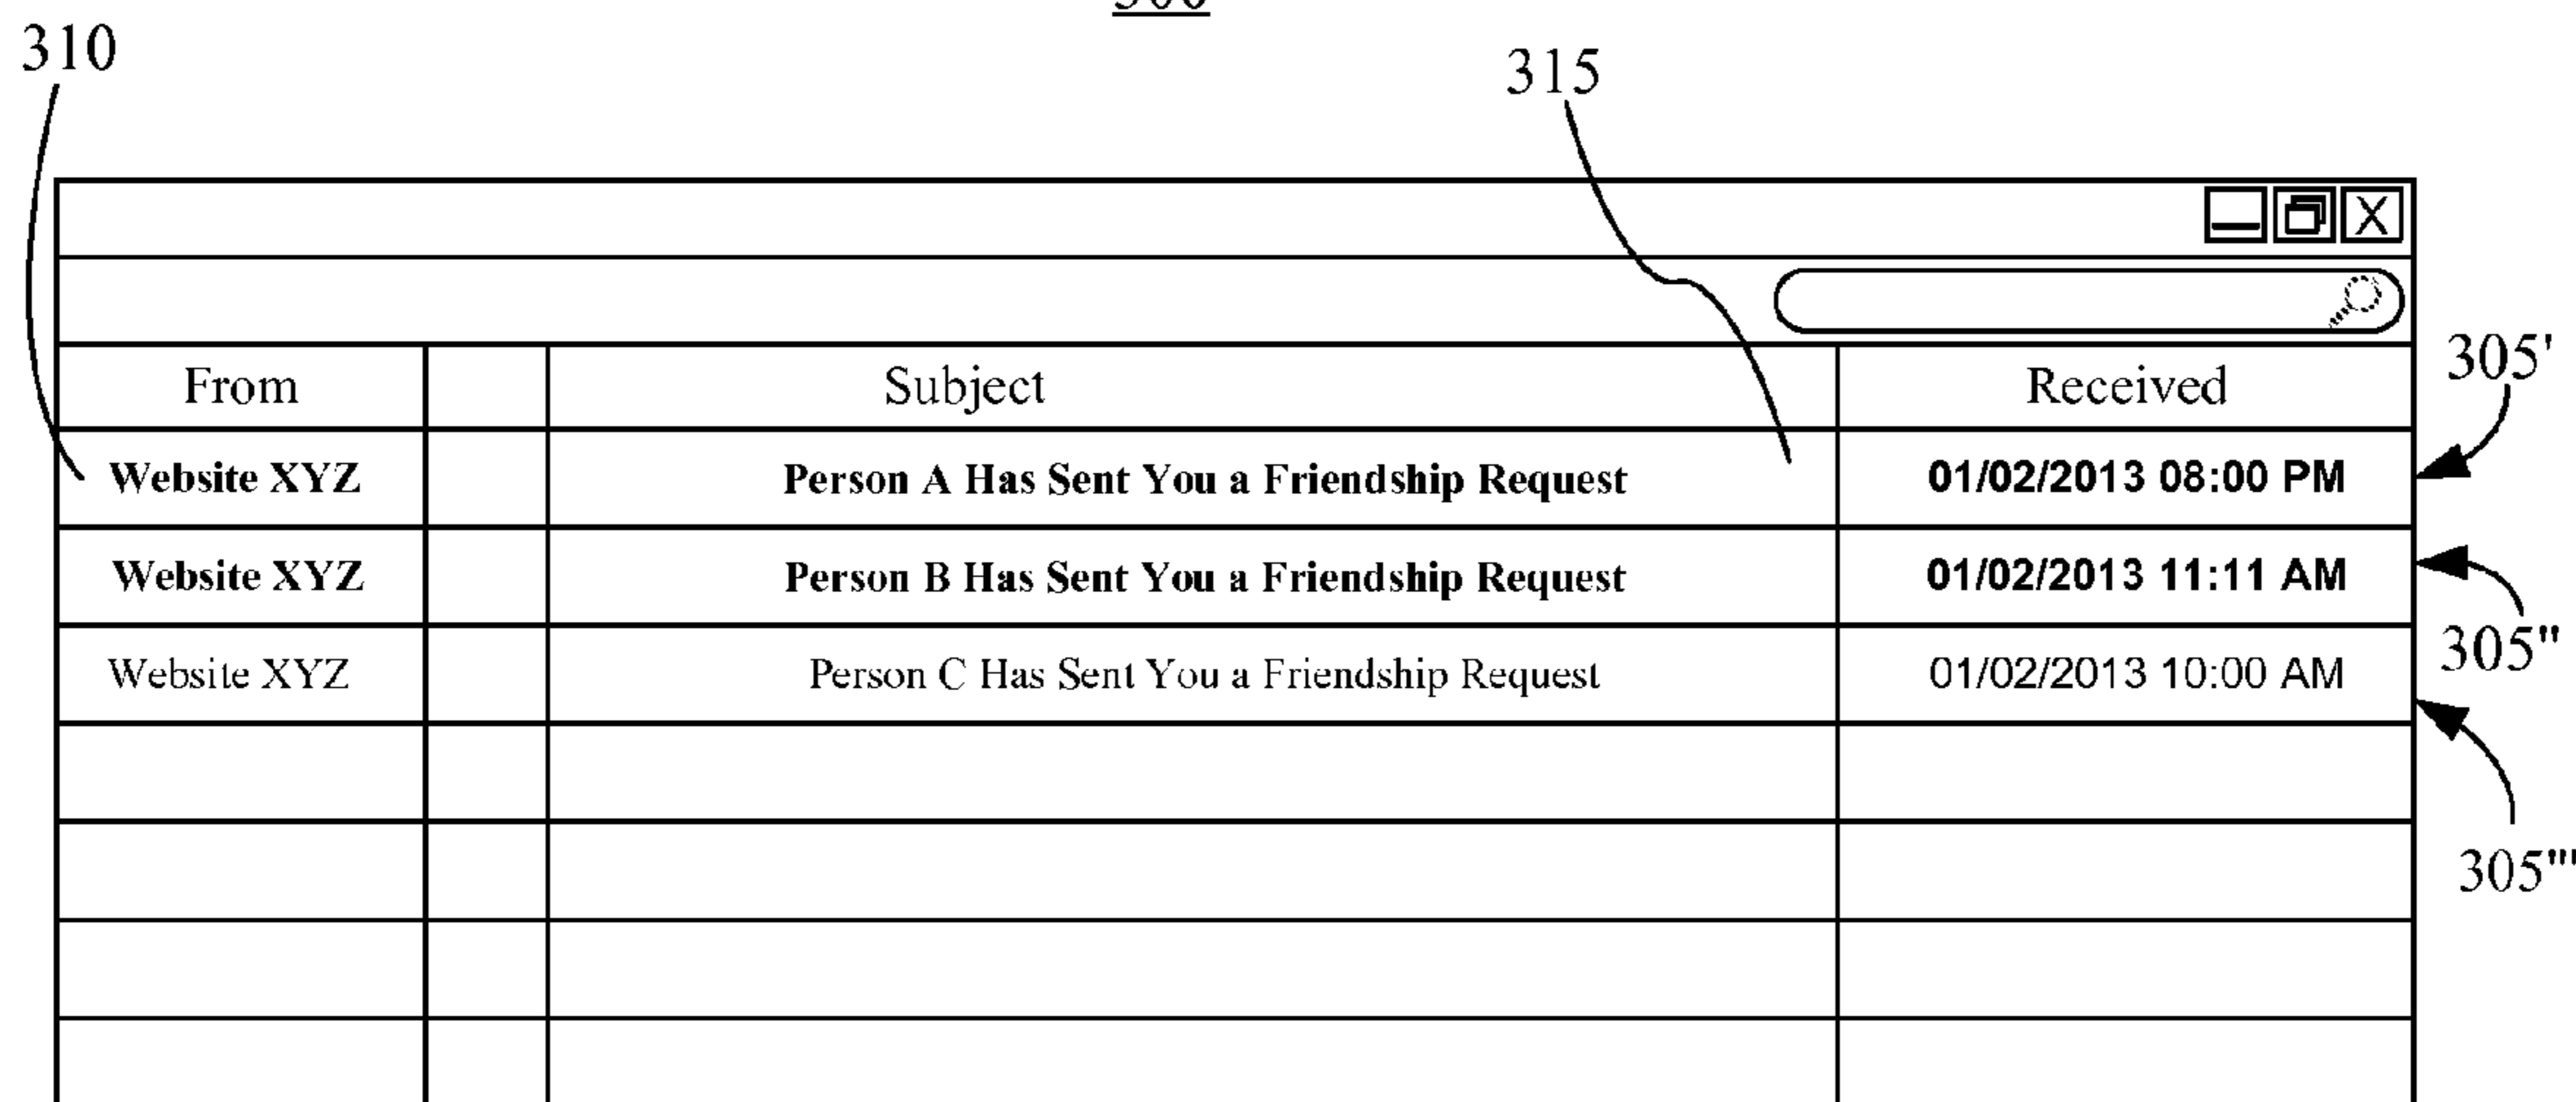 310
315
X
From Subject Received
305'
Website XYZ Person A Has Sent You a Friendship Request 01/02/2013 08:00 PM
Website XYZ Person B Has Sent You a Friendship Request 01/02/2013 11:11 AM
305"
Website XYZ Person C Has Sent You a Friendship Request 01/02/2013 10:00 AM
305"'